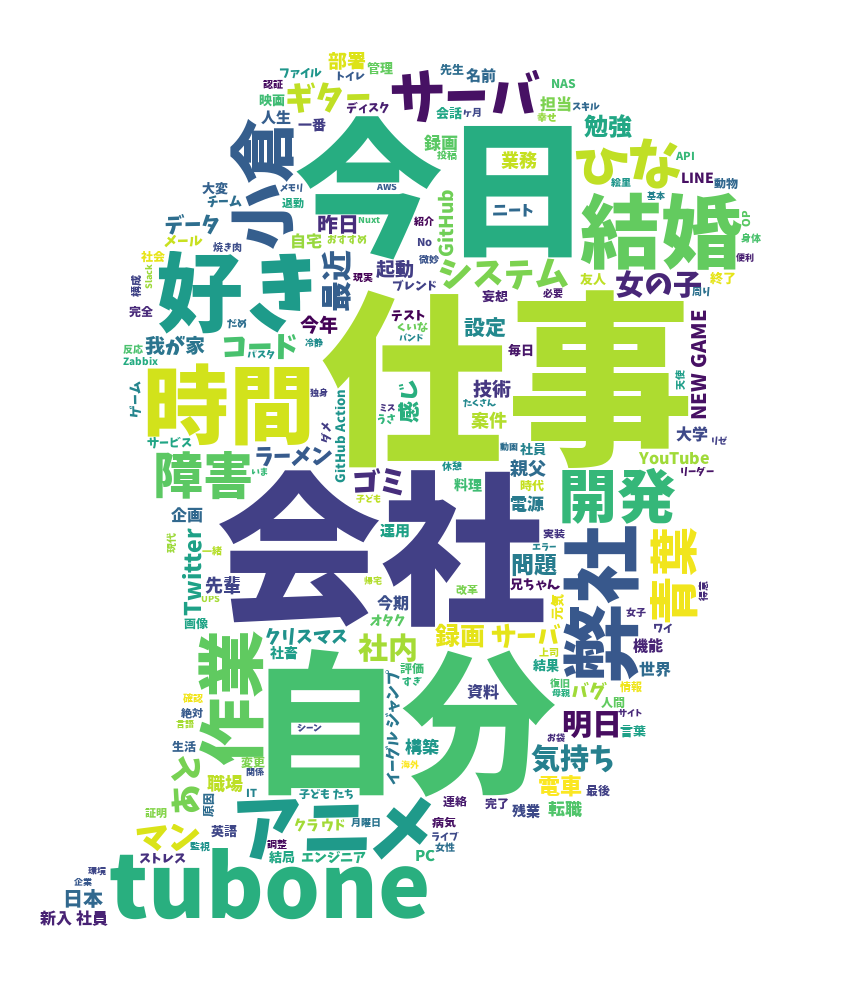 部署
管理
先生
名前
ファイル
トイレ
認証
サーバ
NAS
映画
ギター
ディスク
担当
スキル
人生
一番
会話
ヶ月
幸せ
勉強
小倉
今日
録画
投稿
業務
ひな
API
大変
メモリ
AWS
絵里
LINE
動物
チーム
退勤
ニート
基本
結婚
OP
データ
昨日
Nuxt
紹介
GitHub
メール
焼き肉
自宅
おすすめ
No
身体
社会
Slack
好き
最近
起動
微妙
システム
友人
女の子
終了
便利
構成
現実
ブレンド
妄想
必要
周り
完全
だめ
今年
テスト
くいな
設定
仕事
NEW GAME
我が家
コード
冷静
バンド
毎日
反応
パスタ
Zabbix
天使
ゲーム
時間
独身
感じ
技術
GitHub Action
ミス
うさ
たくさん
案件
大学
リゼ
サービス
ダメ
ラーメン
動画
社員
障害
いま
休憩
親父
YouTube
リーダー
ゴミ
料理
時代
開発
子ども
電源
企画
会社
運用
実装
現代
一緒
Twitter
エラー
問題
弊社
青葉
先輩
帰宅
改革
兄ちゃん
得意
UPS
今期
元気
女子
画像
オタク
ワイ
クリスマス
社内
録画 サーバ
機能
作業
社畜
上司
評価
すぎ
結果
世界
自分
資料
復旧
母親
バグ
情報
確認
人間
絶対
シーン
イーグル ジャンプ
明日
サイト
言語
言葉
生活
構築
お袋
気持ち
変更
海外
あと
職場
関係
電車
最後
IT
子ども たち
原因
連絡
完了
残業
転職
証明
アニメ
マン
英語
クラウド
月曜日
病気
ライブ
監視
調整
女性
ストレス
結局
エンジニア
PC
tubone
環境
企業
日本
新入 社員